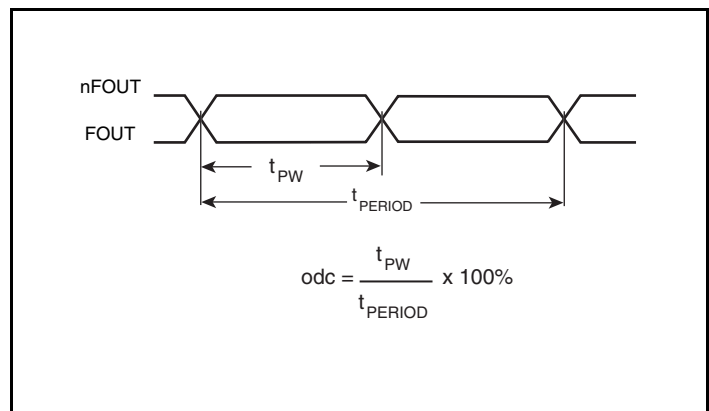 nFOUT
FOUT
tPW
tPERIOD
odc = tPW / tPERIOD x 100%